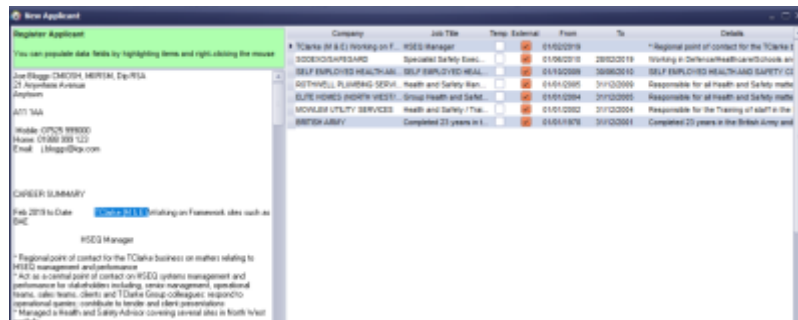 New Applicant
Register Applicant
You can populate data fields by highlighting items and right-clicking the mouse
Joe Bloggs CMIOSH, MIIRSM, Dip RSA
21 Anywhere Avenue
Anytown
AT1 1AA
Mobile: 07525 999000
Home: 01988 999 123
Email:
CAREER SUMMARY
Feb 2019 to Date TClarke (M & E) Working on Framework sites such as
BAE
HSEQ Manager
* Regional point of contact for the TClarke business on matters relating to
HSEQ management and performance
* Act as a central point of contact on HSEQ systems management and
performance for stakeholders including, senior management, operational
teams, sales teams, clients and TClarke Group colleagues; respond to
operational queries; contribute to tender and client presentations
* Managed a Health and Safety Advisor covering several sites in North West
Company Job Title Temp External From To Details
TClarke (M & E) Working on F... HSEQ Manager 01/02/2019 * Regional point of contact for the TClarke
SODEXO/SAFEGARD Specialist Safety Exec... 01/06/2010 28/02/2019 Working in Defence/Healthcare/Schools
SELF EMPLOYED HEALTH AN... SELF EMPLOYED HEAL... 01/10/2009 30/06/2010 SELF EMPLOYED HEALTH AND SAFETY
ROTHWELL PLUMBING SERVI... Health and Safety Man... 01/01/2005 31/12/2009 Responsible for all Health and Safety
ELITE HOMES (NORTH WEST)... Group Health and Safet... 01/01/2004 31/12/2005 Responsible for all Health and Safety
MOWLEM UTILITY SERVICES Health and Safety / Trai... 01/01/2002 31/12/2004 Responsible for the Training of staff in the
BRITISH ARMY Completed 23 years in t... 01/01/1978 31/12/2001 Completed 23 years in the British Army and